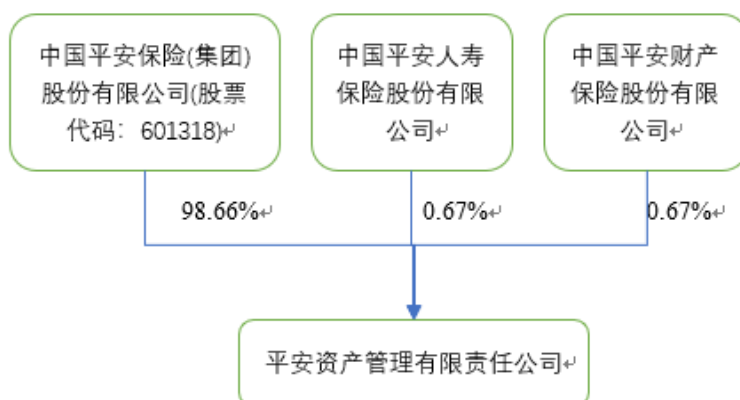 中国平安保险(集团)
股份有限公司(股票
代码：601318)
中国平安人寿
保险股份有限
公司
中国平安财产
保险股份有限
公司
98.66%
0.67%
0.67%
平安资产管理有限责任公司